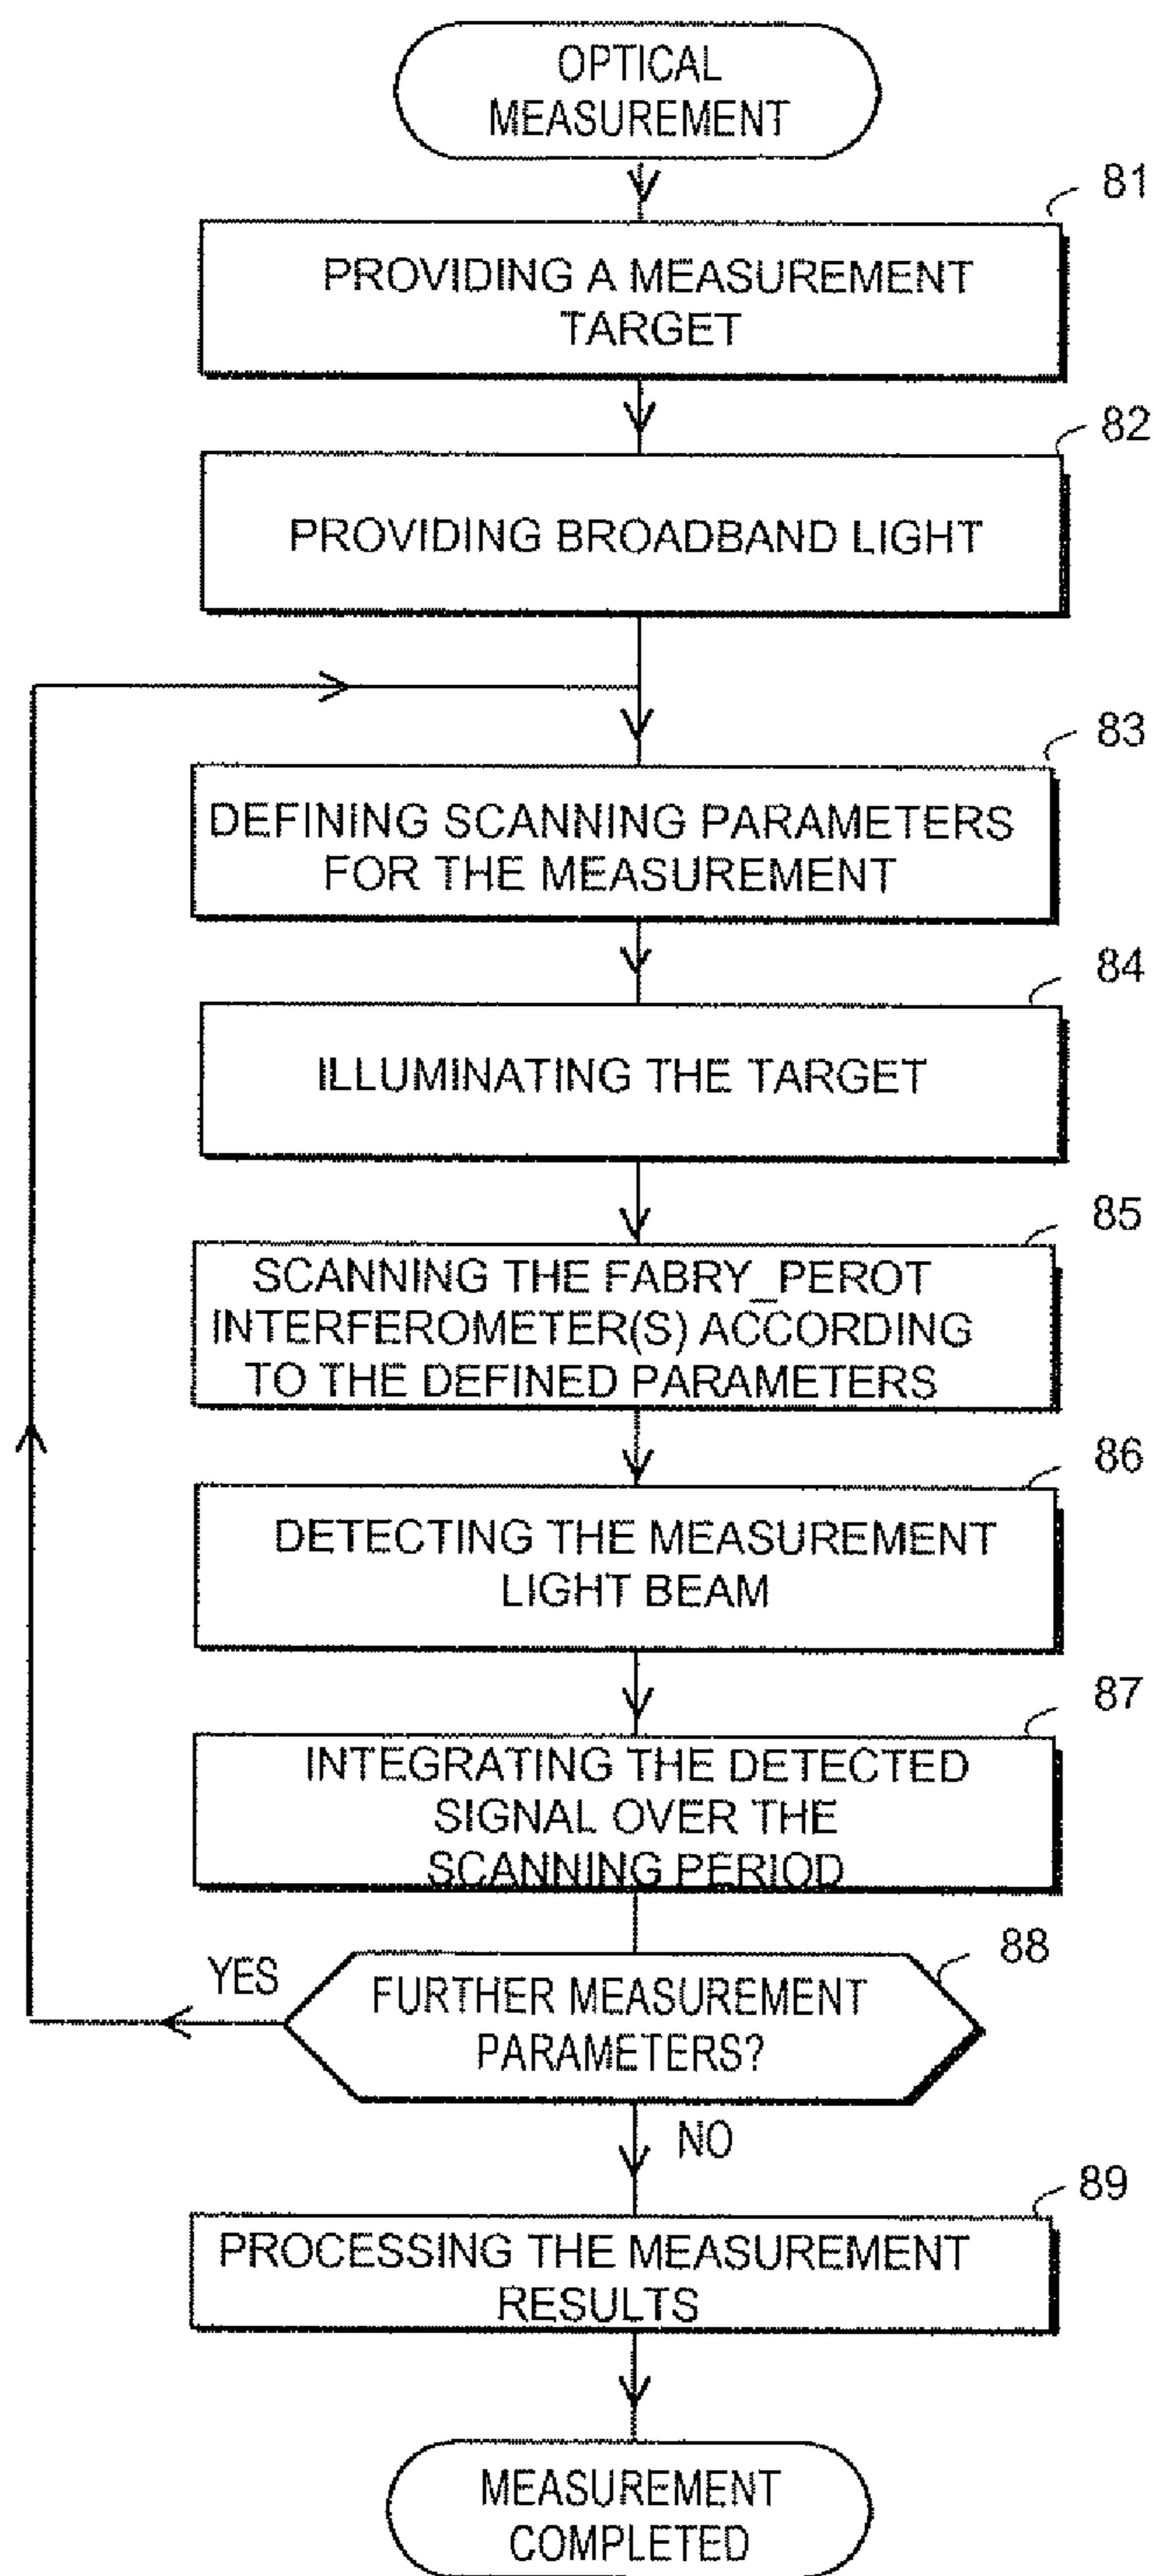 OPTICAL
MEASUREMENT
81
PROVIDING A MEASUREMENT
TARGET
82
PROVIDING BROADBAND LIGHT
83
DEFINING SCANNING PARAMETERS
FOR THE MEASUREMENT
84
ILLUMINATING THE TARGET
85
SCANNING THE FABRY_PEROT
INTERFEROMETER(S) ACCORDING
TO THE DEFINED PARAMETERS
86
DETECTING THE MEASUREMENT
LIGHT BEAM
87
INTEGRATING THE DETECTED
SIGNAL OVER THE
SCANNING PERIOD
88
YES
FURTHER MEASUREMENT
PARAMETERS?
NO
89
PROCESSING THE MEASUREMENT
RESULTS
MEASUREMENT
COMPLETED